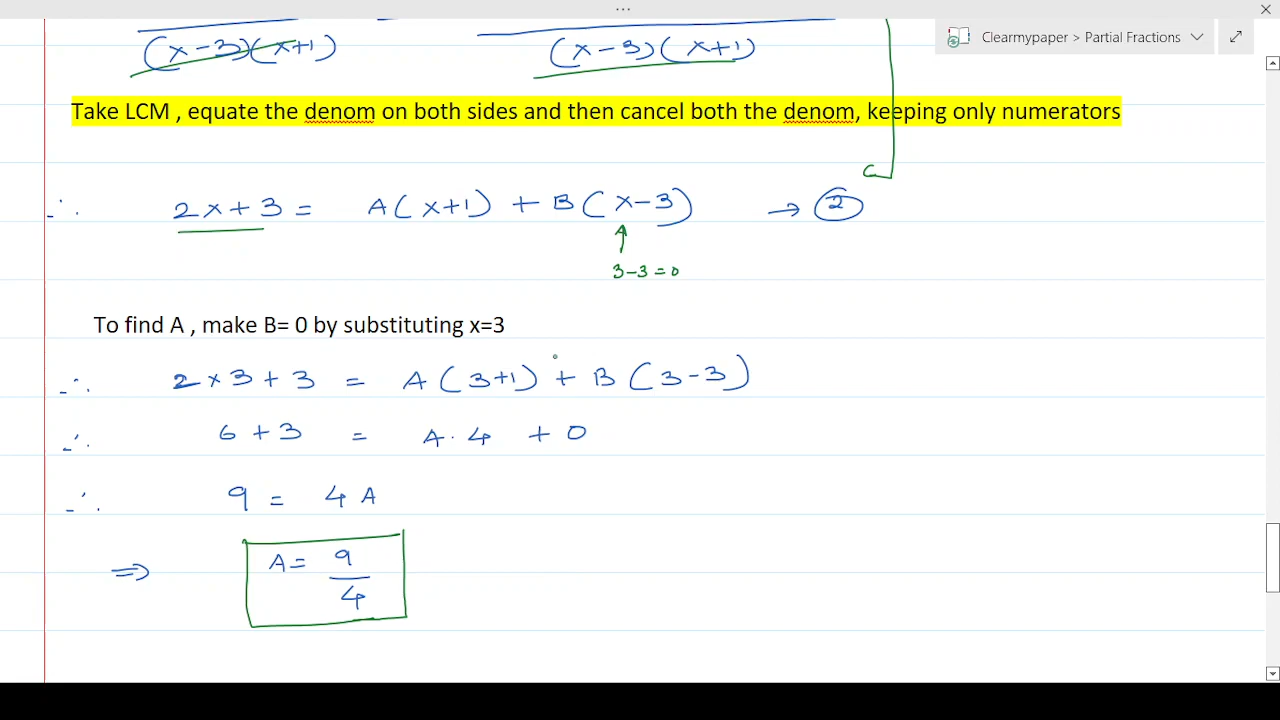 Clearmypaper > Partial Fractions
(x-3)(x+1) (x-3)(x+1)
Take LCM , equate the denom on both sides and then cancel both the denom, keeping only numerators
∴ 2x+3 = A(x+1) + B(x-3) → ②
3-3=0
To find A , make B= 0 by substituting x=3
∴ 2×3+3 = A(3+1) + B(3-3)
∴ 6+3 = A·4 + 0
∴ 9 = 4A
⇒ A = 9/4